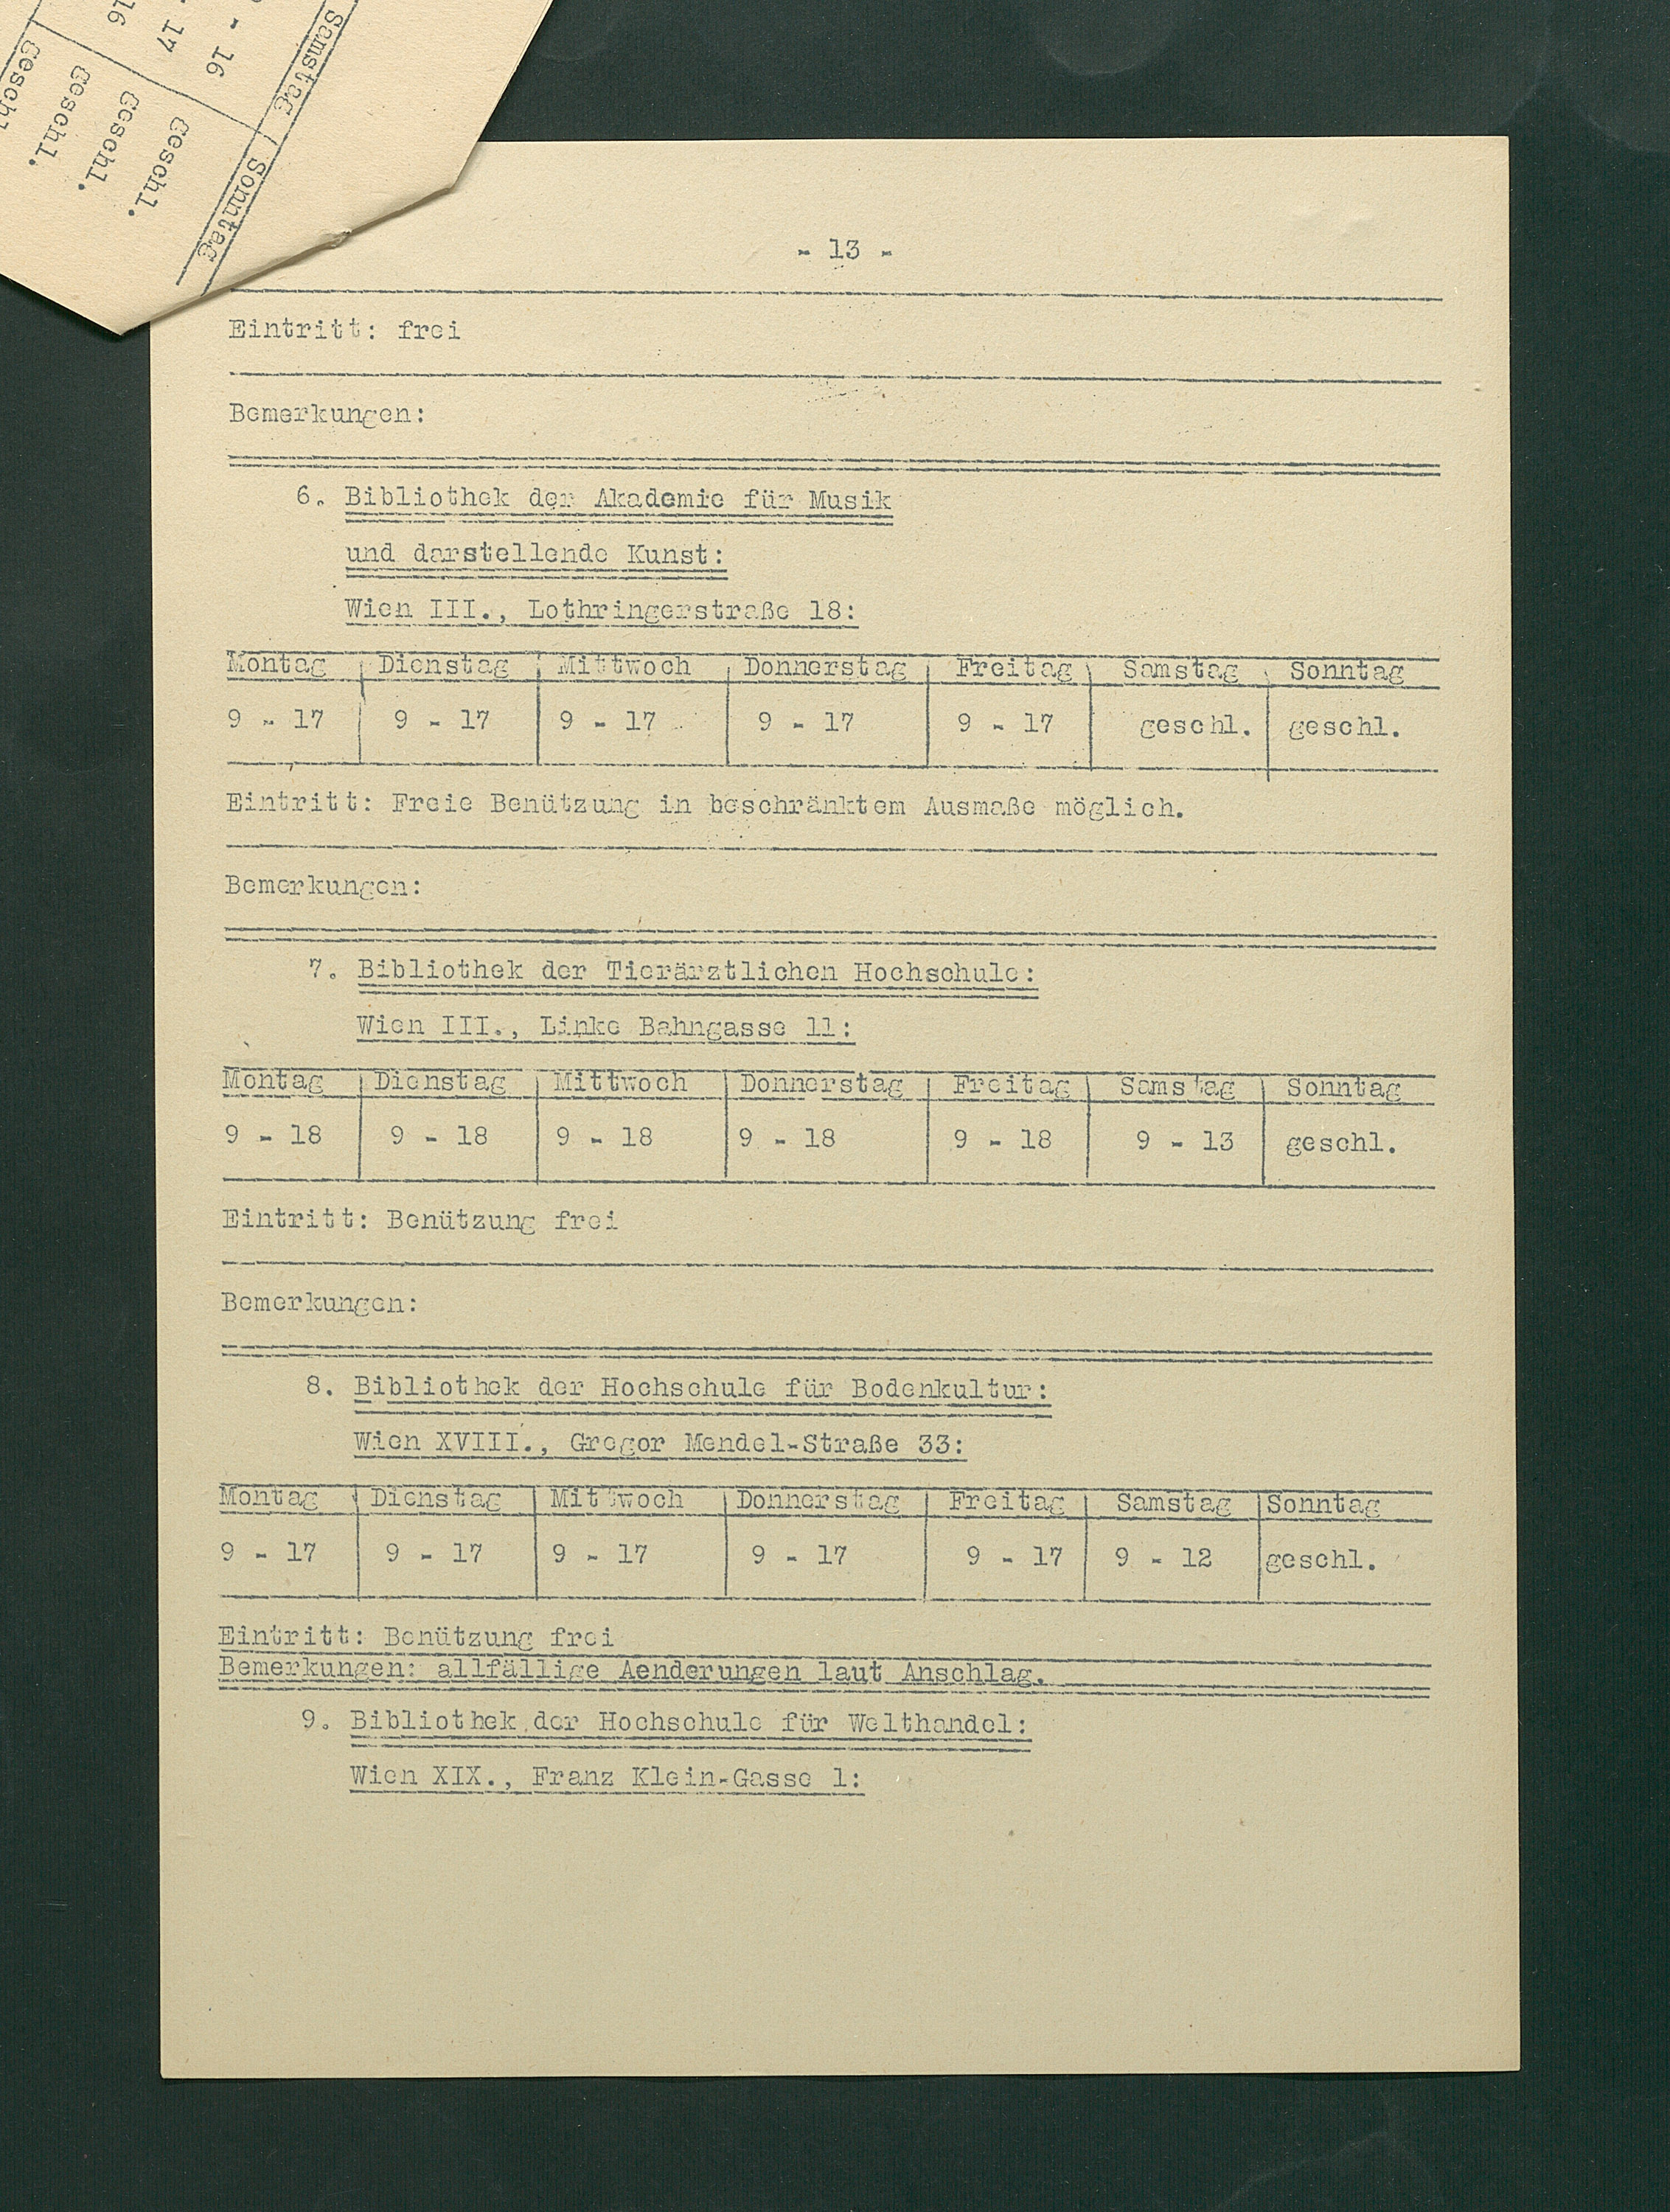 Samstag
Sonntag
- 16
17
16
geschl.
geschl.
geschl.
- 13 -
Eintritt: frei
Bemerkungen:
6. Bibliothek der Akademie für Musik
und darstellende Kunst:
Wien III., Lothringerstraße 18:
Montag Dienstag Mittwoch Donnerstag Freitag Samstag Sonntag
9 - 17 9 - 17 9 - 17 9 - 17 9 - 17 geschl. geschl.
Eintritt: Freie Benützung in beschränktem Ausmaße möglich.
Bemerkungen:
7. Bibliothek der Tierärztlichen Hochschule:
Wien III., Linke Bahngasse 11:
Montag Dienstag Mittwoch Donnerstag Freitag Samstag Sonntag
9 - 18 9 - 18 9 - 18 9 - 18 9 - 18 9 - 13 geschl.
Eintritt: Benützung frei
Bemerkungen:
8. Bibliothek der Hochschule für Bodenkultur:
Wien XVIII., Gregor Mendel-Straße 33:
Montag Dienstag Mittwoch Donnerstag Freitag Samstag Sonntag
9 - 17 9 - 17 9 - 17 9 - 17 9 - 17 9 - 12 geschl.
Eintritt: Benützung frei
Bemerkungen: allfällige Aenderungen laut Anschlag.
9. Bibliothek der Hochschule für Welthandel:
Wien XIX., Franz Klein-Gasse 1: